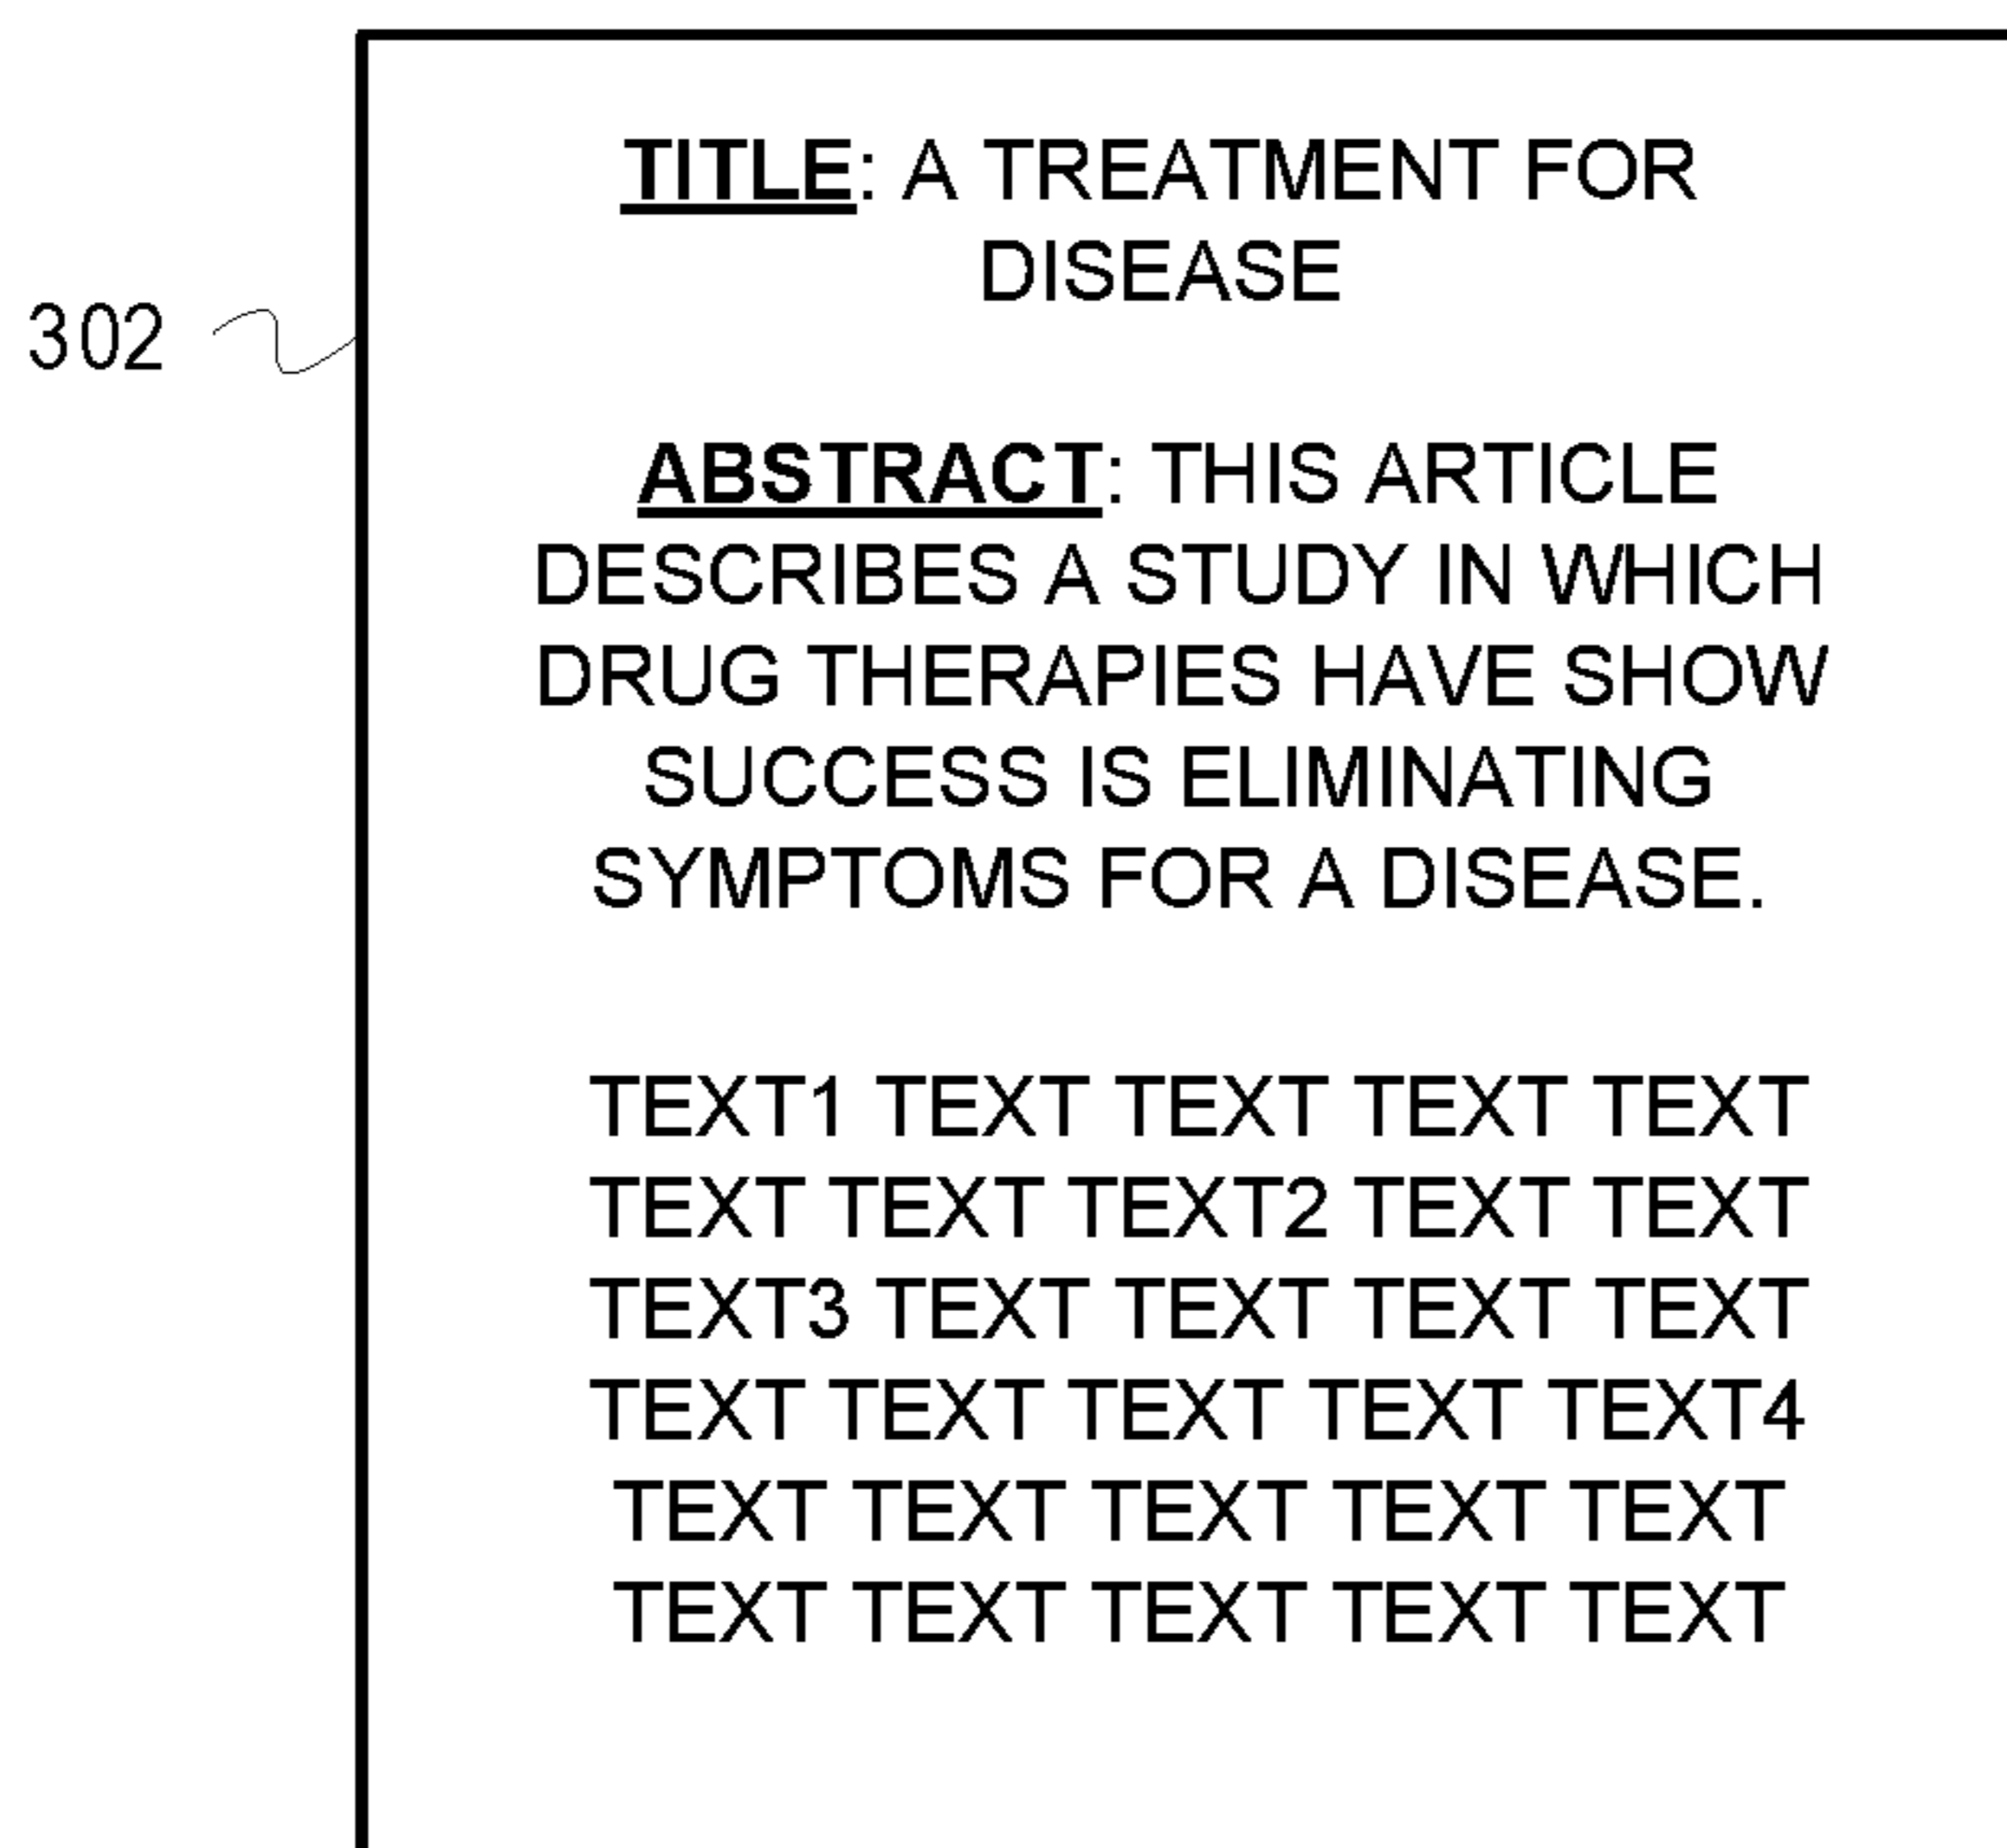 TITLE: A TREATMENT FOR
DISEASE
302
ABSTRACT: THIS ARTICLE
DESCRIBES A STUDY IN WHICH
DRUG THERAPIES HAVE SHOW
SUCCESS IS ELIMINATING
SYMPTOMS FOR A DISEASE.
TEXT1 TEXT TEXT TEXT TEXT
TEXT TEXT TEXT2 TEXT TEXT
TEXT3 TEXT TEXT TEXT TEXT
TEXT TEXT TEXT TEXT TEXT4
TEXT TEXT TEXT TEXT TEXT
TEXT TEXT TEXT TEXT TEXT